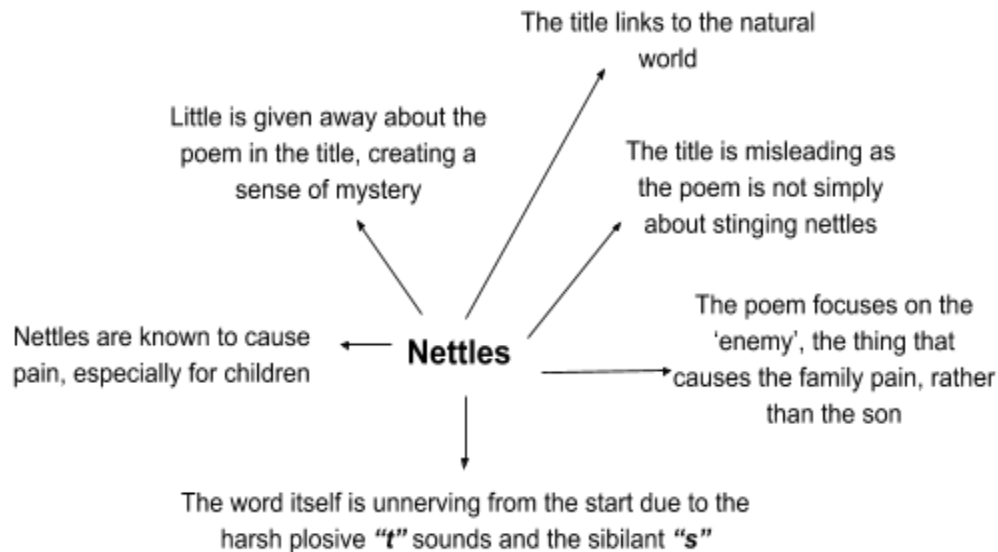 The title links to the natural
world
Little is given away about the
poem in the title, creating a
sense of mystery
The title is misleading as
the poem is not simply
about stinging nettles
The poem focuses on the
‘enemy’, the thing that
causes the family pain, rather
than the son
Nettles are known to cause
pain, especially for children
Nettles
The word itself is unnerving from the start due to the
harsh plosive “t” sounds and the sibilant “s”